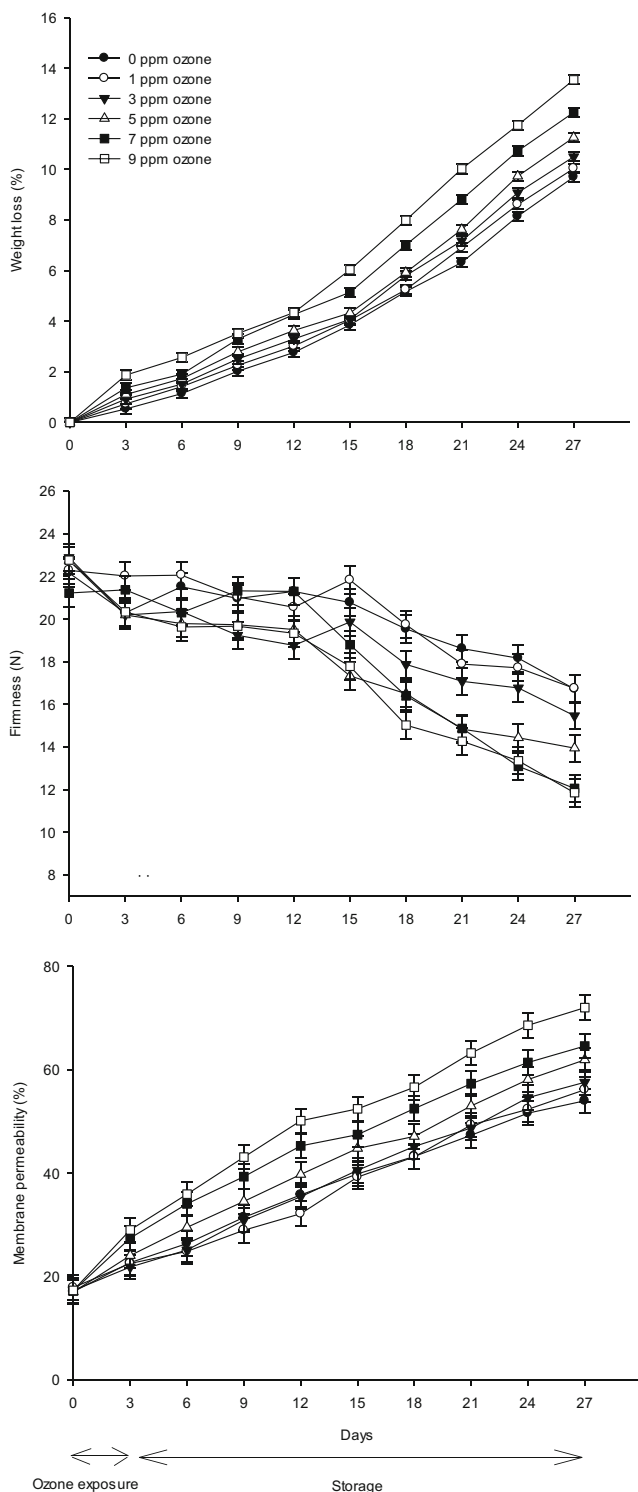 16
14
12
10
8
6
4
2
0
Weight loss (%)
0 ppm ozone
1 ppm ozone
3 ppm ozone
5 ppm ozone
7 ppm ozone
9 ppm ozone
0 3 6 9 12 15 18 21 24 27
26
24
22
20
18
16
14
12
10
8
Firmness (N)
0 3 6 9 12 15 18 21 24 27
80
60
40
20
0
Membrane permeability (%)
0 3 6 9 12 15 18 21 24 27
Days
Ozone exposure Storage